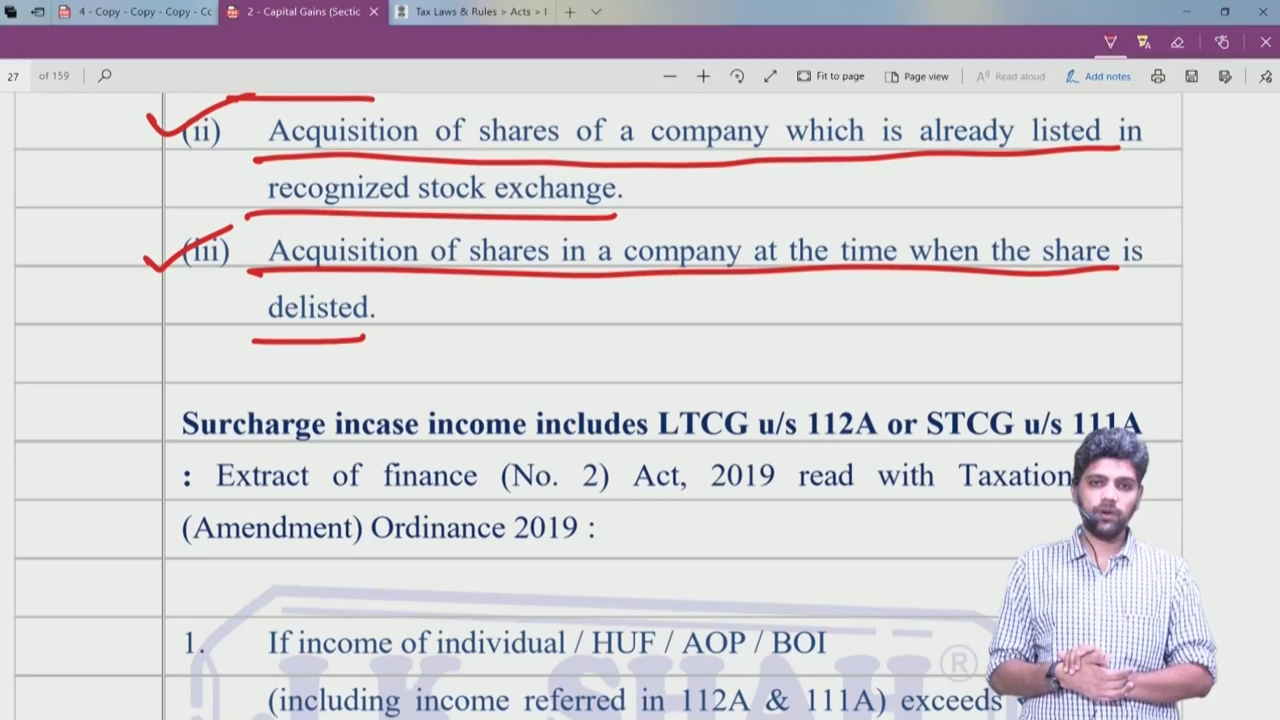 4 - Copy - Copy - Copy - Cc
2 - Capital Gains (Sectic
Tax Laws & Rules > Acts > I
27 of 159
Fit to page
Page view
Read aloud
Add notes
(ii) Acquisition of shares of a company which is already listed in
recognized stock exchange.
(iii) Acquisition of shares in a company at the time when the share is
delisted.
Surcharge incase income includes LTCG u/s 112A or STCG u/s 111A
: Extract of finance (No. 2) Act, 2019 read with Taxation
(Amendment) Ordinance 2019 :
1. If income of individual / HUF / AOP / BOI
(including income referred in 112A & 111A) exceeds
J.K. SHAH ®